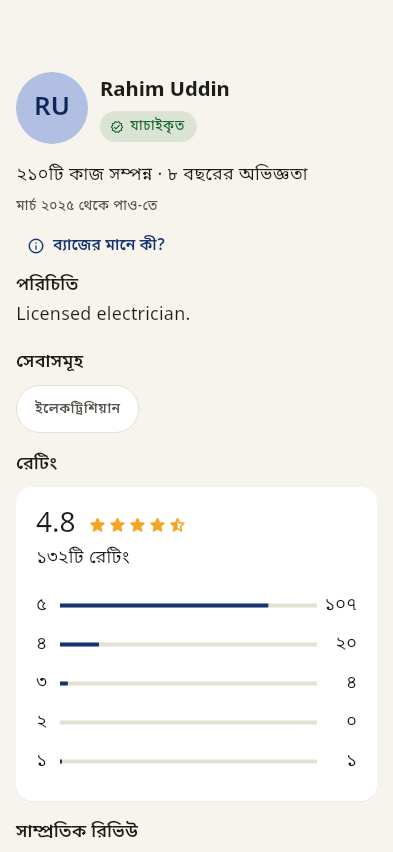 RU
Rahim Uddin
যাচাইকৃত
২১০টি কাজ সম্পন্ন · ৮ বছরের অভিজ্ঞতা
মার্চ ২০২৫ থেকে পাও-তে
ব্যাজের মানে কী?
পরিচিতি
Licensed electrician.
সেবাসমূহ
ইলেকট্রিশিয়ান
রেটিং
4.8
১৩২টি রেটিং
৫ ১০৭
৪ ২০
৩ ৪
২ ০
১ ১
সাম্প্রতিক রিভিউ